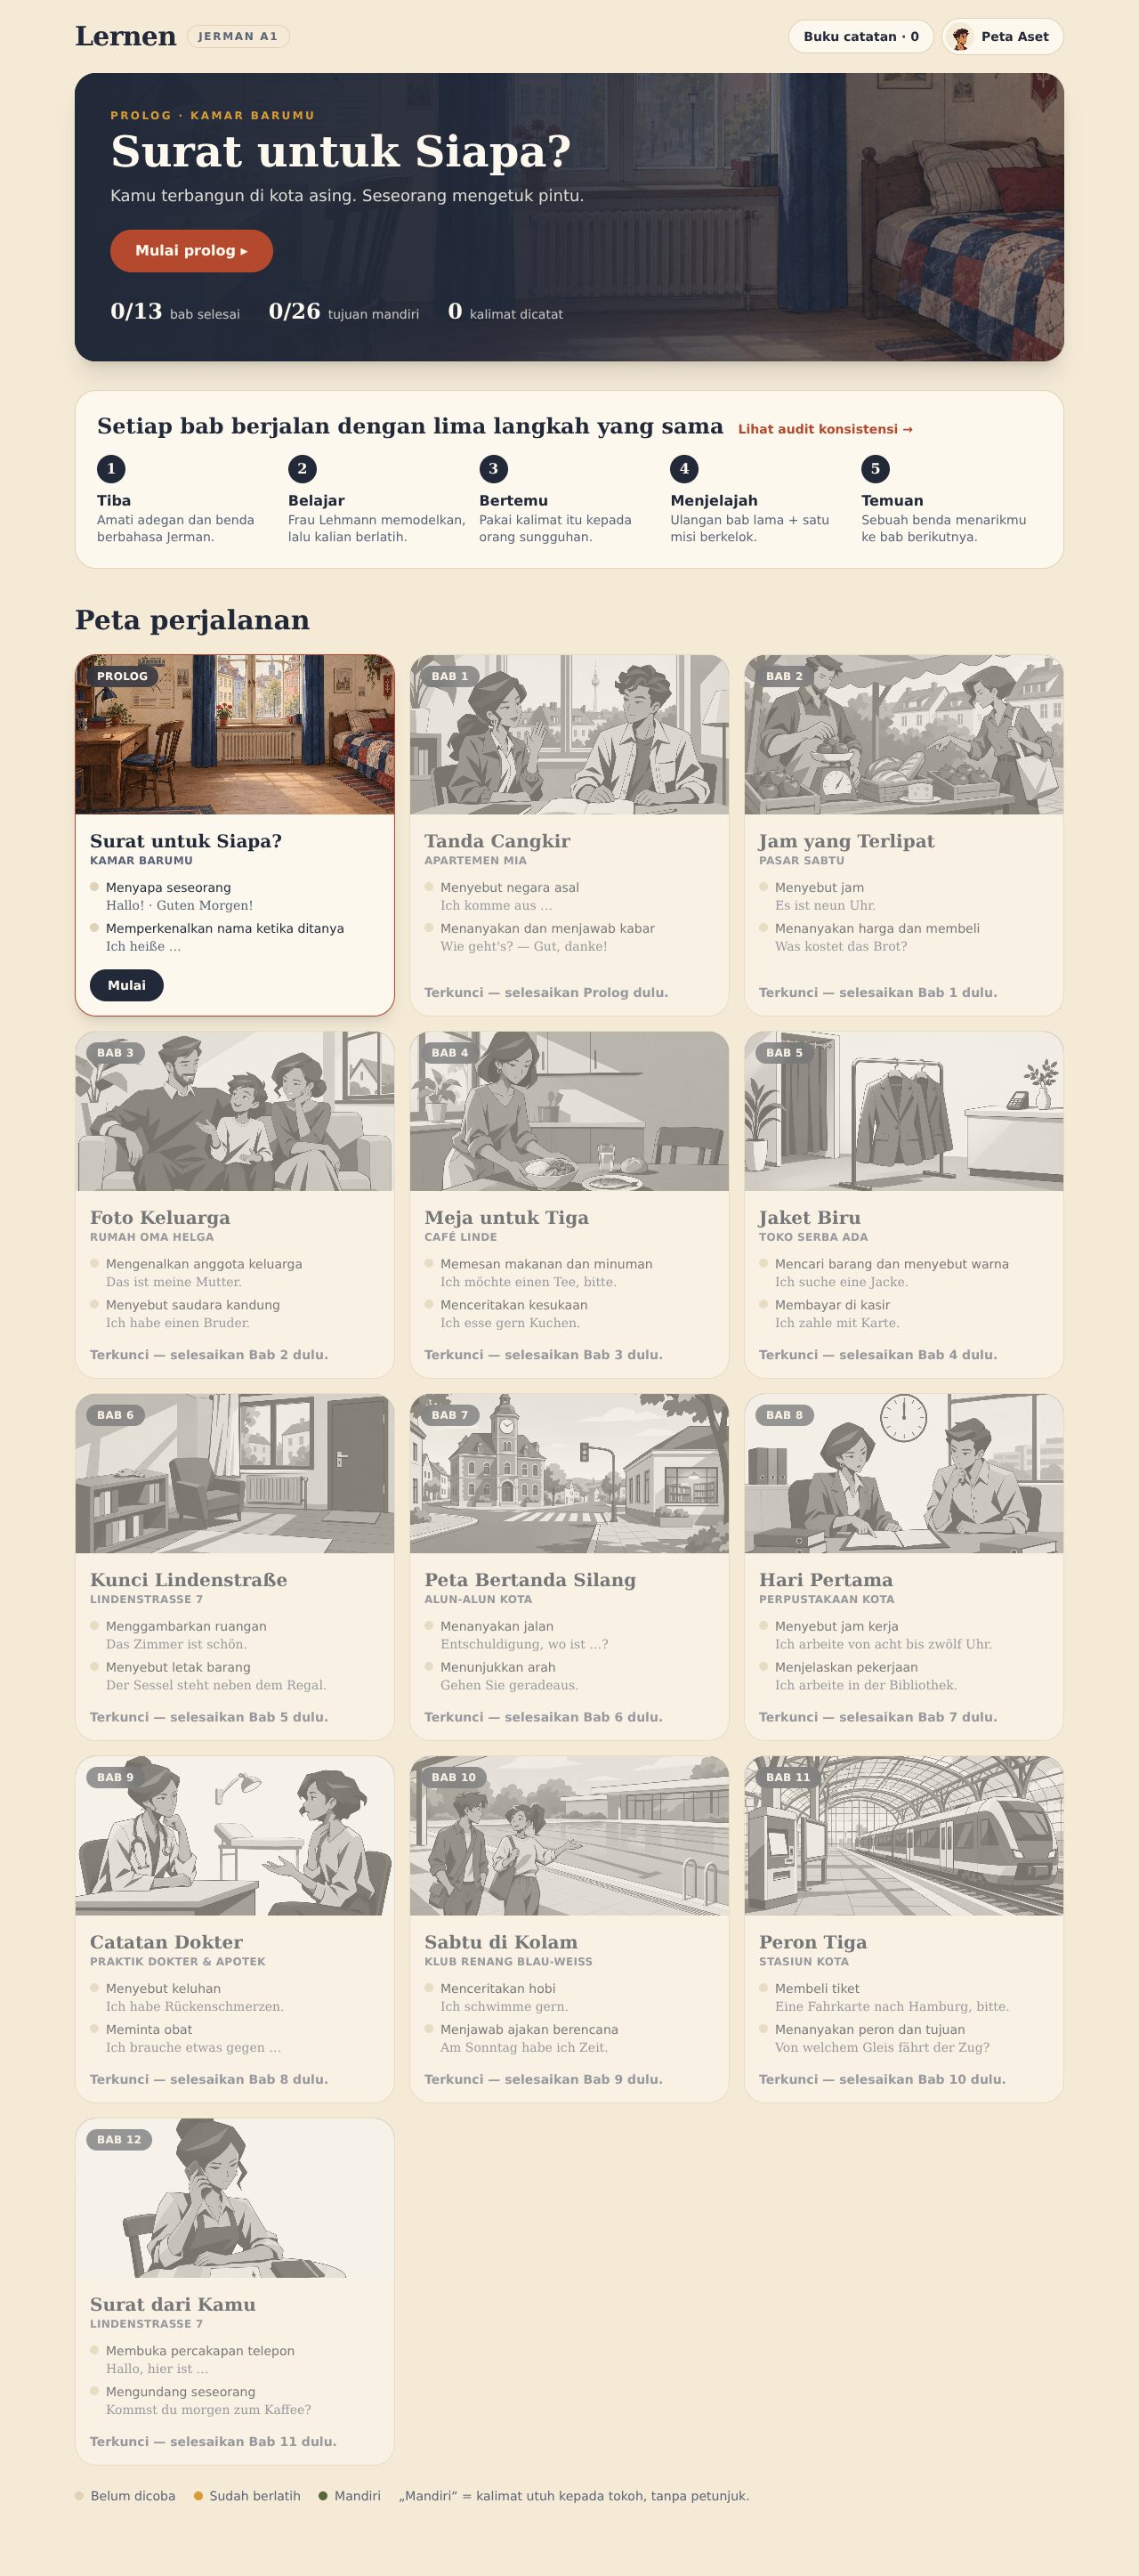 Lernen
JERMAN A1
Buku catatan · 0
Peta Aset
PROLOG · KAMAR BARUMU
Surat untuk Siapa?
Kamu terbangun di kota asing. Seseorang mengetuk pintu.
Mulai prolog ▸
0/13 bab selesai
0/26 tujuan mandiri
0 kalimat dicatat
Setiap bab berjalan dengan lima langkah yang sama
Lihat audit konsistensi →
1
Tiba
Amati adegan dan benda
berbahasa Jerman.
2
Belajar
Frau Lehmann memodelkan,
lalu kalian berlatih.
3
Bertemu
Pakai kalimat itu kepada
orang sungguhan.
4
Menjelajah
Ulangan bab lama + satu
misi berkelok.
5
Temuan
Sebuah benda menarikmu
ke bab berikutnya.
Peta perjalanan
PROLOG
Surat untuk Siapa?
KAMAR BARUMU
Menyapa seseorang
Hallo! · Guten Morgen!
Memperkenalkan nama ketika ditanya
Ich heiße …
Mulai
BAB 1
Tanda Cangkir
APARTEMEN MIA
Menyebut negara asal
Ich komme aus …
Menanyakan dan menjawab kabar
Wie geht's? — Gut, danke!
Terkunci — selesaikan Prolog dulu.
BAB 2
Jam yang Terlipat
PASAR SABTU
Menyebut jam
Es ist neun Uhr.
Menanyakan harga dan membeli
Was kostet das Brot?
Terkunci — selesaikan Bab 1 dulu.
BAB 3
Foto Keluarga
RUMAH OMA HELGA
Mengenalkan anggota keluarga
Das ist meine Mutter.
Menyebut saudara kandung
Ich habe einen Bruder.
Terkunci — selesaikan Bab 2 dulu.
BAB 4
Meja untuk Tiga
CAFÉ LINDE
Memesan makanan dan minuman
Ich möchte einen Tee, bitte.
Menceritakan kesukaan
Ich esse gern Kuchen.
Terkunci — selesaikan Bab 3 dulu.
BAB 5
Jaket Biru
TOKO SERBA ADA
Mencari barang dan menyebut warna
Ich suche eine Jacke.
Membayar di kasir
Ich zahle mit Karte.
Terkunci — selesaikan Bab 4 dulu.
BAB 6
Kunci Lindenstraße
LINDENSTRASSE 7
Menggambarkan ruangan
Das Zimmer ist schön.
Menyebut letak barang
Der Sessel steht neben dem Regal.
Terkunci — selesaikan Bab 5 dulu.
BAB 7
Peta Bertanda Silang
ALUN-ALUN KOTA
Menanyakan jalan
Entschuldigung, wo ist …?
Menunjukkan arah
Gehen Sie geradeaus.
Terkunci — selesaikan Bab 6 dulu.
BAB 8
Hari Pertama
PERPUSTAKAAN KOTA
Menyebut jam kerja
Ich arbeite von acht bis zwölf Uhr.
Menjelaskan pekerjaan
Ich arbeite in der Bibliothek.
Terkunci — selesaikan Bab 7 dulu.
BAB 9
Catatan Dokter
PRAKTIK DOKTER & APOTEK
Menyebut keluhan
Ich habe Rückenschmerzen.
Meminta obat
Ich brauche etwas gegen …
Terkunci — selesaikan Bab 8 dulu.
BAB 10
Sabtu di Kolam
KLUB RENANG BLAU-WEISS
Menceritakan hobi
Ich schwimme gern.
Menjawab ajakan berencana
Am Sonntag habe ich Zeit.
Terkunci — selesaikan Bab 9 dulu.
BAB 11
Peron Tiga
STASIUN KOTA
Membeli tiket
Eine Fahrkarte nach Hamburg, bitte.
Menanyakan peron dan tujuan
Von welchem Gleis fährt der Zug?
Terkunci — selesaikan Bab 10 dulu.
BAB 12
Surat dari Kamu
LINDENSTRASSE 7
Membuka percakapan telepon
Hallo, hier ist …
Mengundang seseorang
Kommst du morgen zum Kaffee?
Terkunci — selesaikan Bab 11 dulu.
Belum dicoba
Sudah berlatih
Mandiri
„Mandiri“ = kalimat utuh kepada tokoh, tanpa petunjuk.